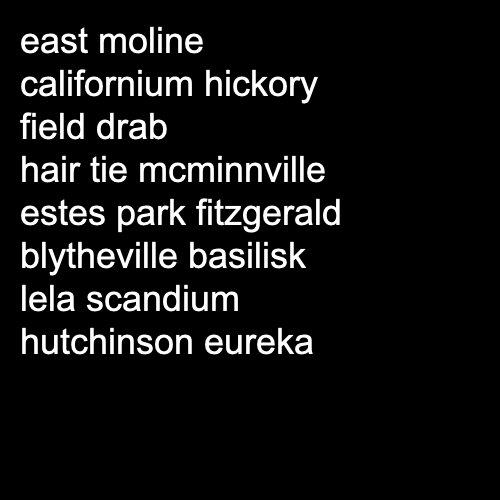 east moline
californium hickory
field drab
hair tie mcminnville
estes park fitzgerald
blytheville basilisk
lela scandium
hutchinson eureka